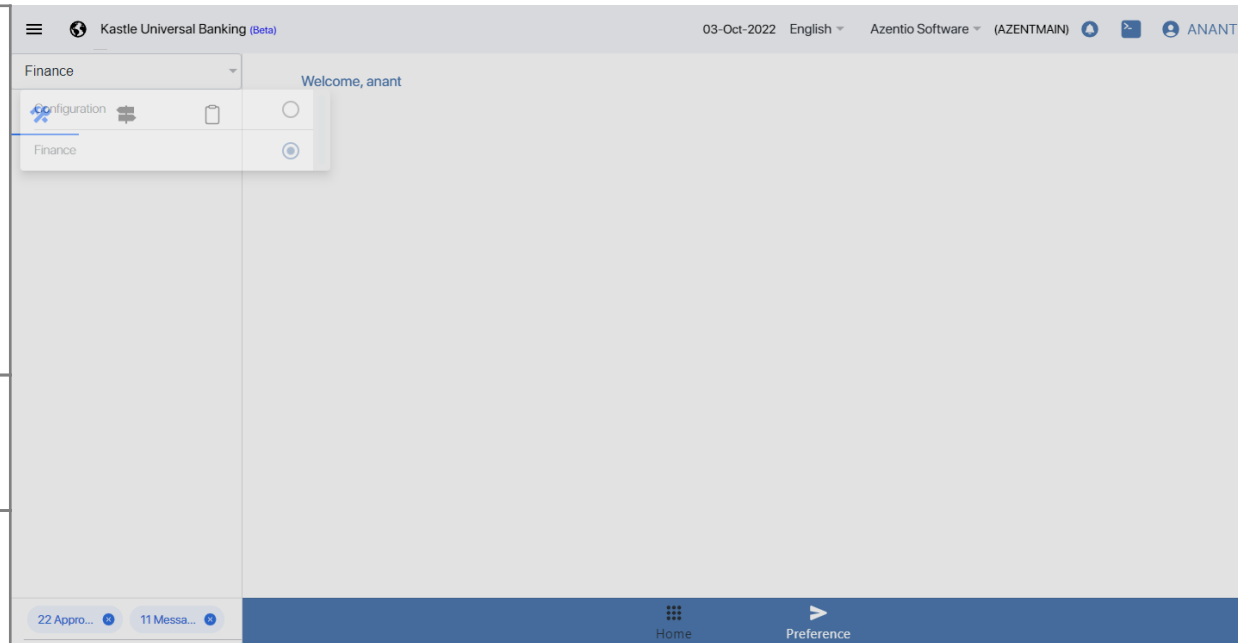 Kastle Universal Banking (Beta) 03-Oct-2022 English Azentio Software (AZENTMAIN) ANANT
Finance
Welcome, anant
Configuration
Finance
22 Appro... 11 Messa...
Home Preference